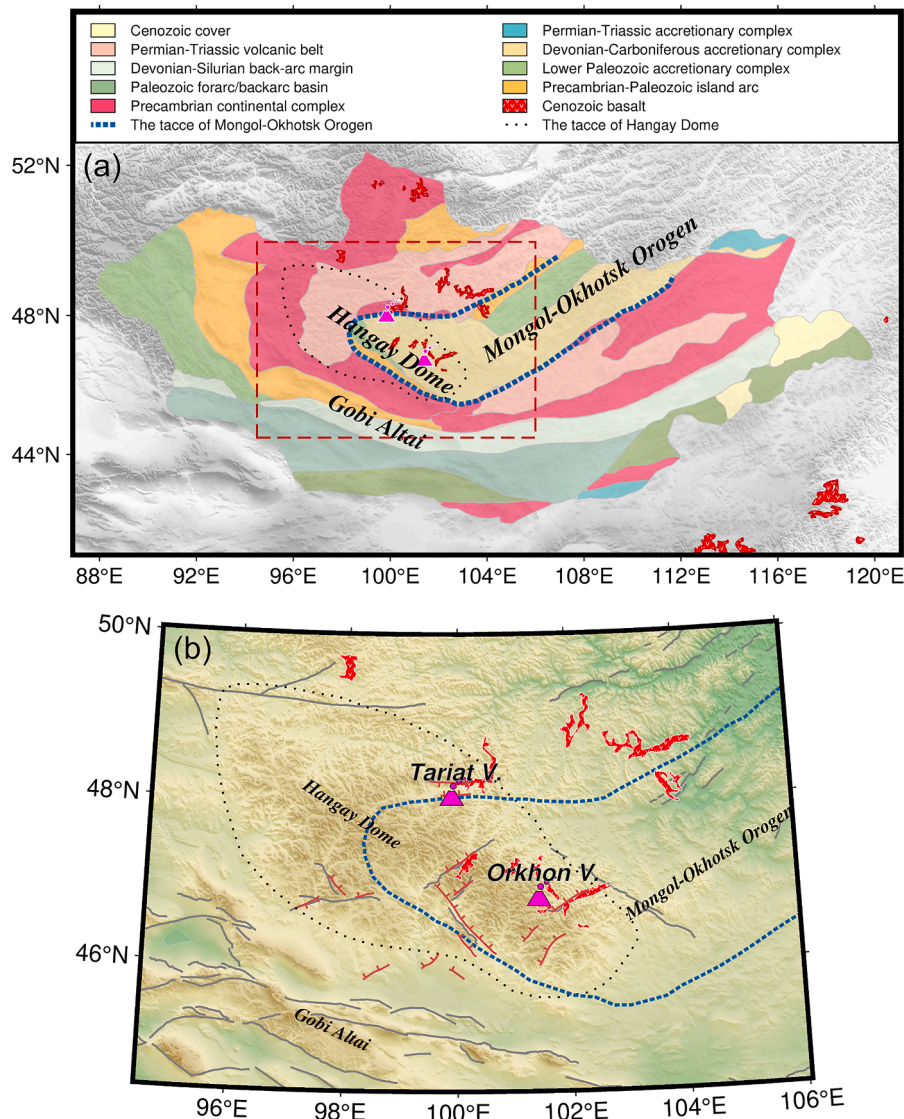 Cenozoic cover
Permian-Triassic volcanic belt
Devonian-Silurian back-arc margin
Paleozoic forarc/backarc basin
Precambrian continental complex
The tacce of Mongol-Okhotsk Orogen
Permian-Triassic accretionary complex
Devonian-Carboniferous accretionary complex
Lower Paleozoic accretionary complex
Precambrian-Paleozoic island arc
Cenozoic basalt
The tacce of Hangay Dome
(a)
52°N
48°N
44°N
Mongol-Okhotsk Orogen
Hangay Dome
Gobi Altai
88°E 92°E 96°E 100°E 104°E 108°E 112°E 116°E 120°E
(b)
50°N
48°N
46°N
Tariat V.
Hangay Dome
Orkhon V.
Mongol-Okhotsk Orogen
Gobi Altai
96°E 98°E 100°E 102°E 104°E 106°E